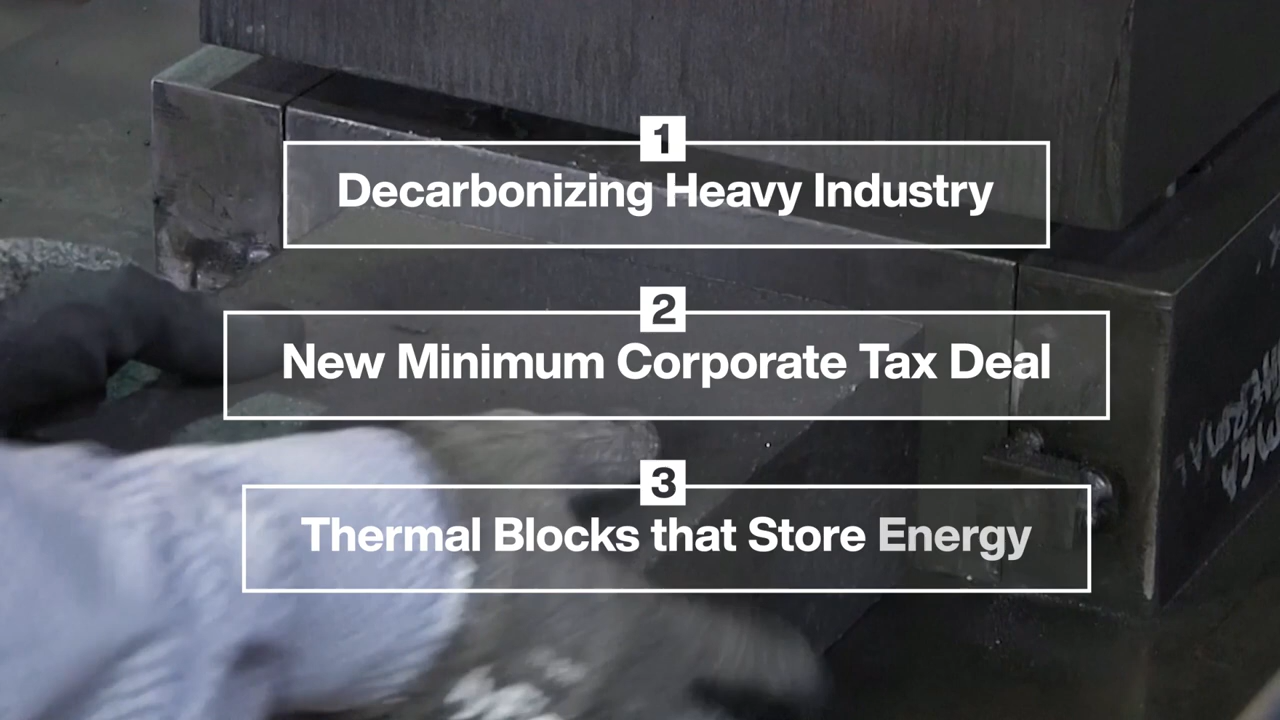 1
Decarbonizing Heavy Industry
2
New Minimum Corporate Tax Deal
3
Thermal Blocks that Store Energy